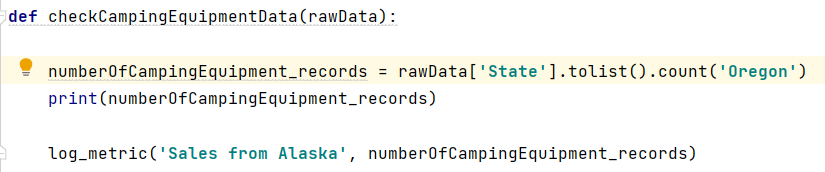 def checkCampingEquipmentData(rawData):
numberOfCampingEquipment_records = rawData['State'].tolist().count('Oregon')
print(numberOfCampingEquipment_records)
log_metric('Sales from Alaska', numberOfCampingEquipment_records)